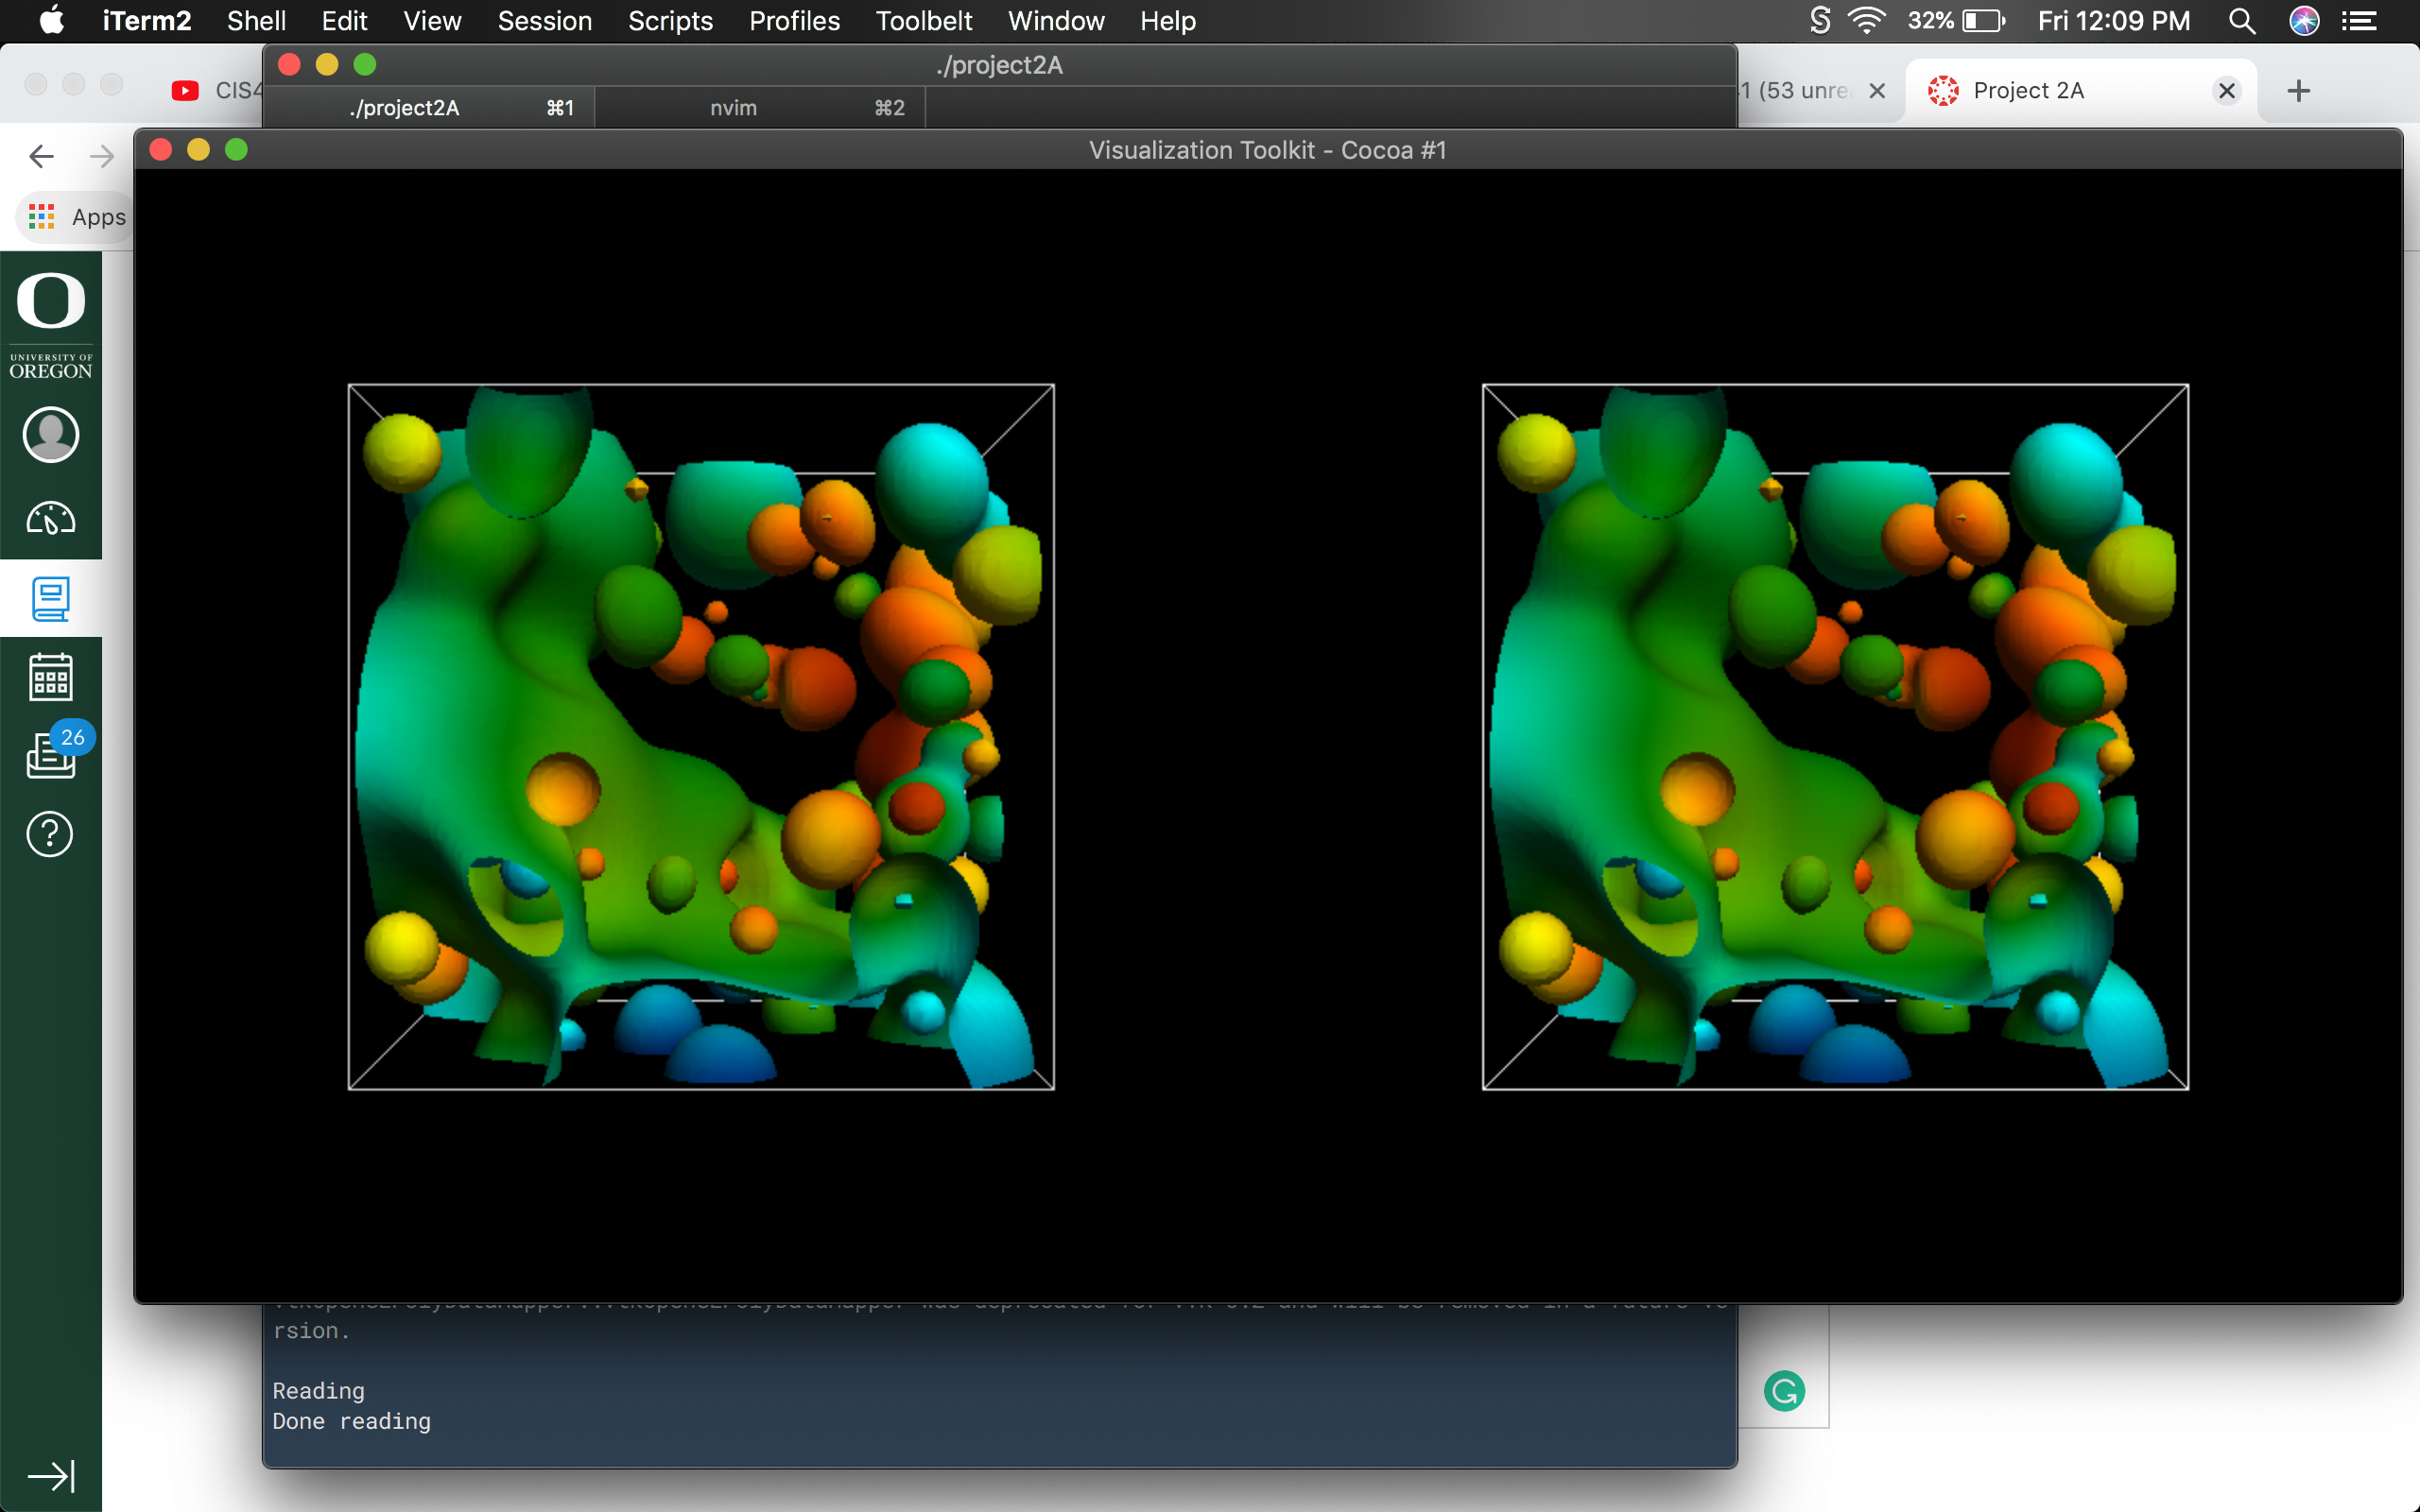 iTerm2 Shell Edit View Session Scripts Profiles Toolbelt Window Help 32% Fri 12:09 PM
./project2A
CIS4 1 (53 unre Project 2A
./project2A ⌘1 nvim ⌘2
Visualization Toolkit - Cocoa #1
Apps
UNIVERSITY OF
OREGON
26
rsion.
Reading
Done reading